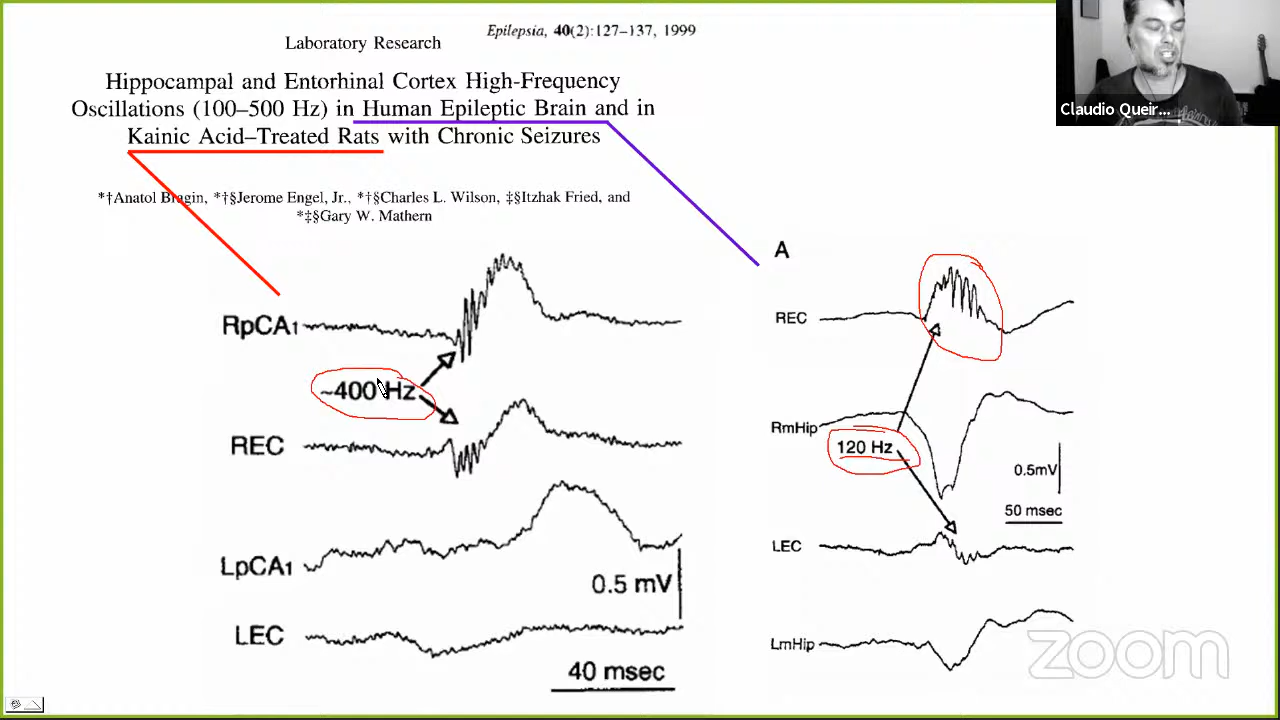 Laboratory Research
Epilepsia, 40(2):127–137, 1999
Hippocampal and Entorhinal Cortex High-Frequency
Oscillations (100–500 Hz) in Human Epileptic Brain and in
Kainic Acid–Treated Rats with Chronic Seizures
*†Anatol Bragin, *†§Jerome Engel, Jr., *†§Charles L. Wilson, ‡§Itzhak Fried, and
*‡§Gary W. Mathern
Claudio Queir...
RpCA1
~400 Hz
REC
LpCA1
0.5 mV
LEC
40 msec
A
REC
RmHip
120 Hz
0.5mV
50 msec
LEC
LmHip
zoom